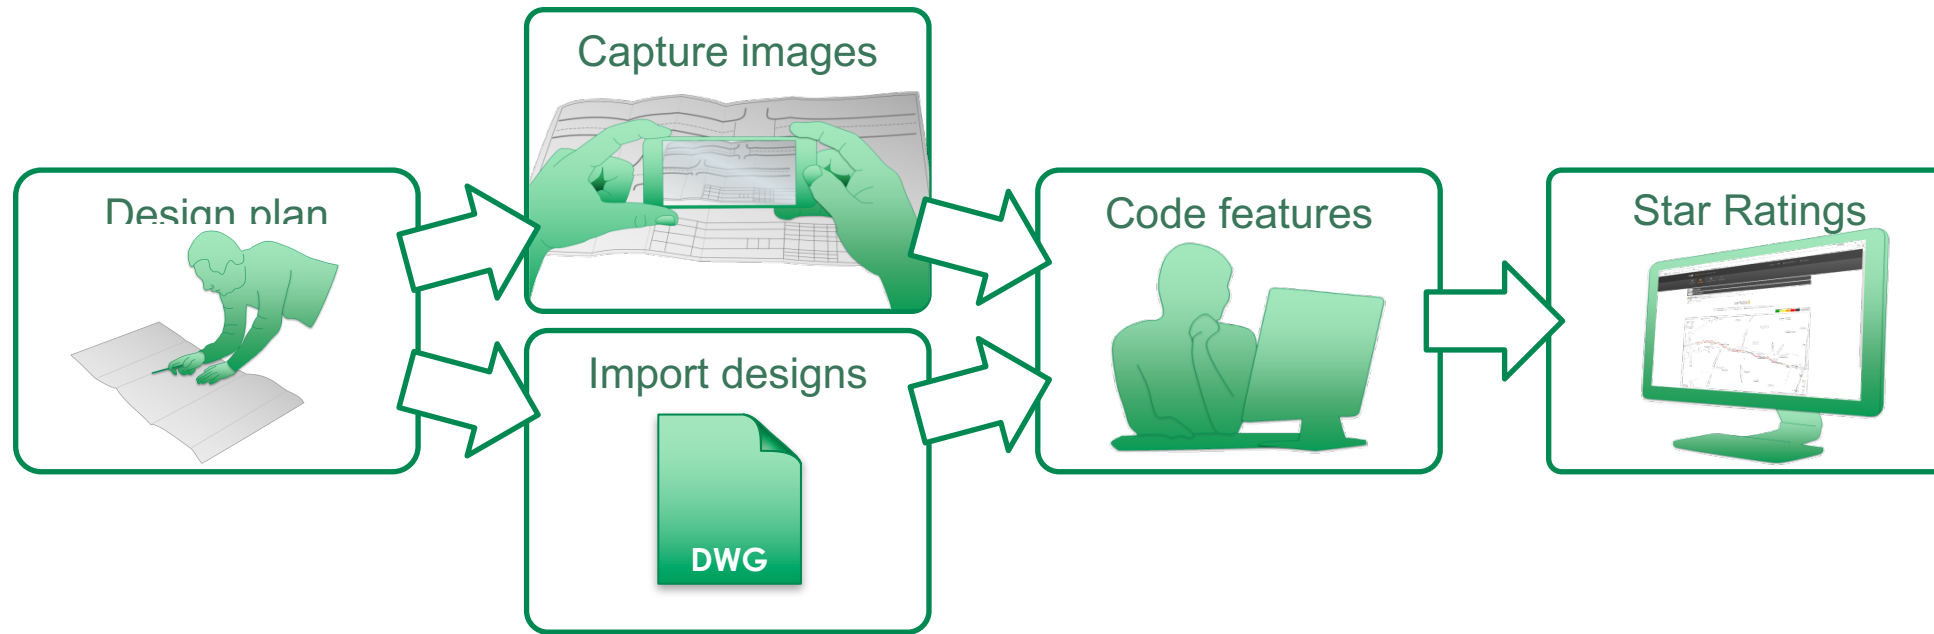 Design plan
Capture images
Import designs
DWG
Code features
Star Ratings